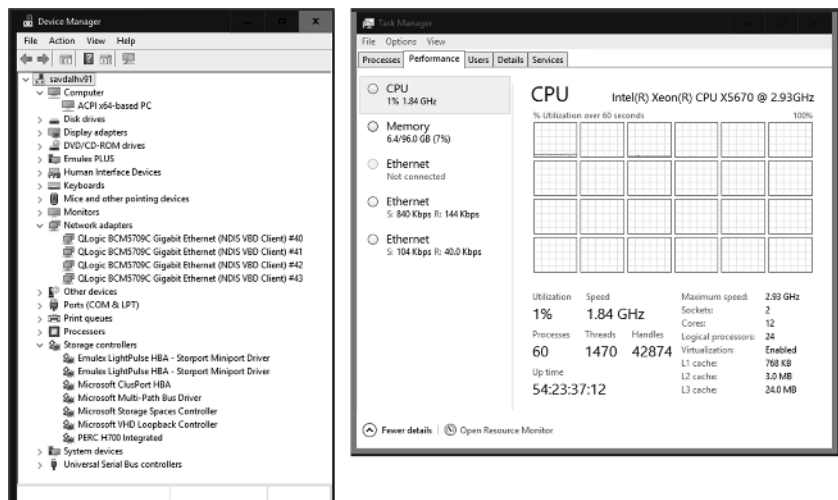 Device Manager
File Action View Help
savdalhv91
Computer
ACPI x64-based PC
Disk drives
Display adapters
DVD/CD-ROM drives
Emulex PLUS
Human Interface Devices
Keyboards
Mice and other pointing devices
Monitors
Network adapters
QLogic BCM5709C Gigabit Ethernet (NDIS VBD Client) #40
QLogic BCM5709C Gigabit Ethernet (NDIS VBD Client) #41
QLogic BCM5709C Gigabit Ethernet (NDIS VBD Client) #42
QLogic BCM5709C Gigabit Ethernet (NDIS VBD Client) #43
Other devices
Ports (COM & LPT)
Print queues
Processors
Storage controllers
Emulex LightPulse HBA - Storport Miniport Driver
Emulex LightPulse HBA - Storport Miniport Driver
Microsoft ClusPort HBA
Microsoft Multi-Path Bus Driver
Microsoft Storage Spaces Controller
Microsoft VHD Loopback Controller
PERC H700 Integrated
System devices
Universal Serial Bus controllers
Task Manager
File Options View
Processes Performance Users Details Services
CPU
1% 1.84 GHz
Memory
6.4/96.0 GB (7%)
Ethernet
Not connected
Ethernet
S: 840 Kbps R: 144 Kbps
Ethernet
S: 104 Kbps R: 40.0 Kbps
CPU Intel(R) Xeon(R) CPU X5670 @ 2.93GHz
% Utilization over 60 seconds 100%
Utilization Speed Maximum speed: 2.93 GHz
1% 1.84 GHz Sockets: 2
Cores: 12
Processes Threads Handles Logical processors: 24
60 1470 42874 Virtualization: Enabled
L1 cache: 768 KB
Up time L2 cache: 3.0 MB
54:23:37:12 L3 cache: 24.0 MB
Fewer details Open Resource Monitor